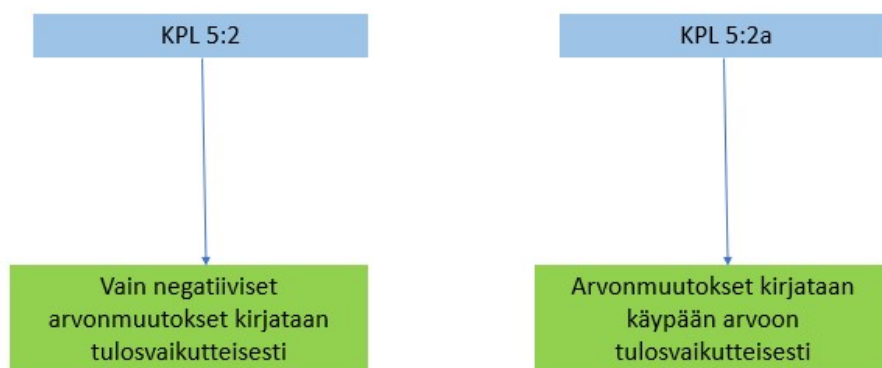 KPL 5:2
KPL 5:2a
Vain negatiiviset
arvonmuutokset kirjataan
tulosvaikutteisesti
Arvonmuutokset kirjataan
käypään arvoon
tulosvaikutteisesti